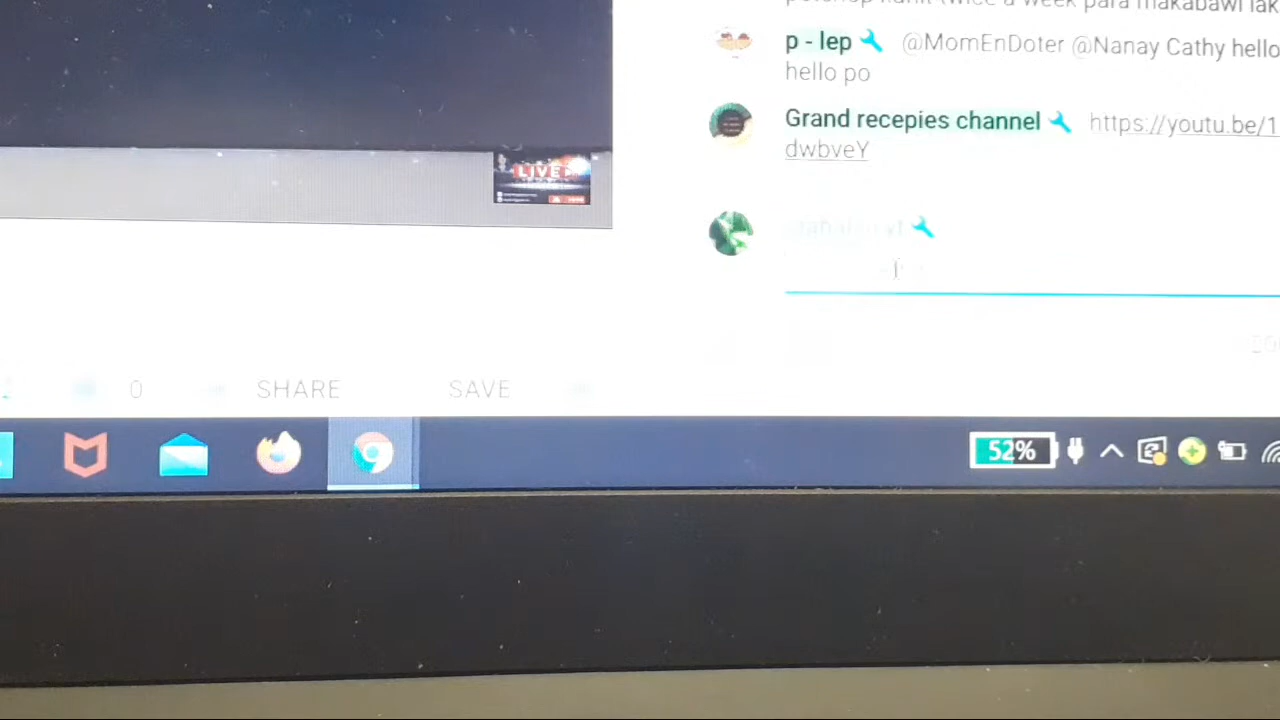 p - lep @MomEnDoter @Nanay Cathy hello
hello po
Grand recepies channel https://youtu.be/1
dwbveY
LIVE
0 SHARE SAVE
52%